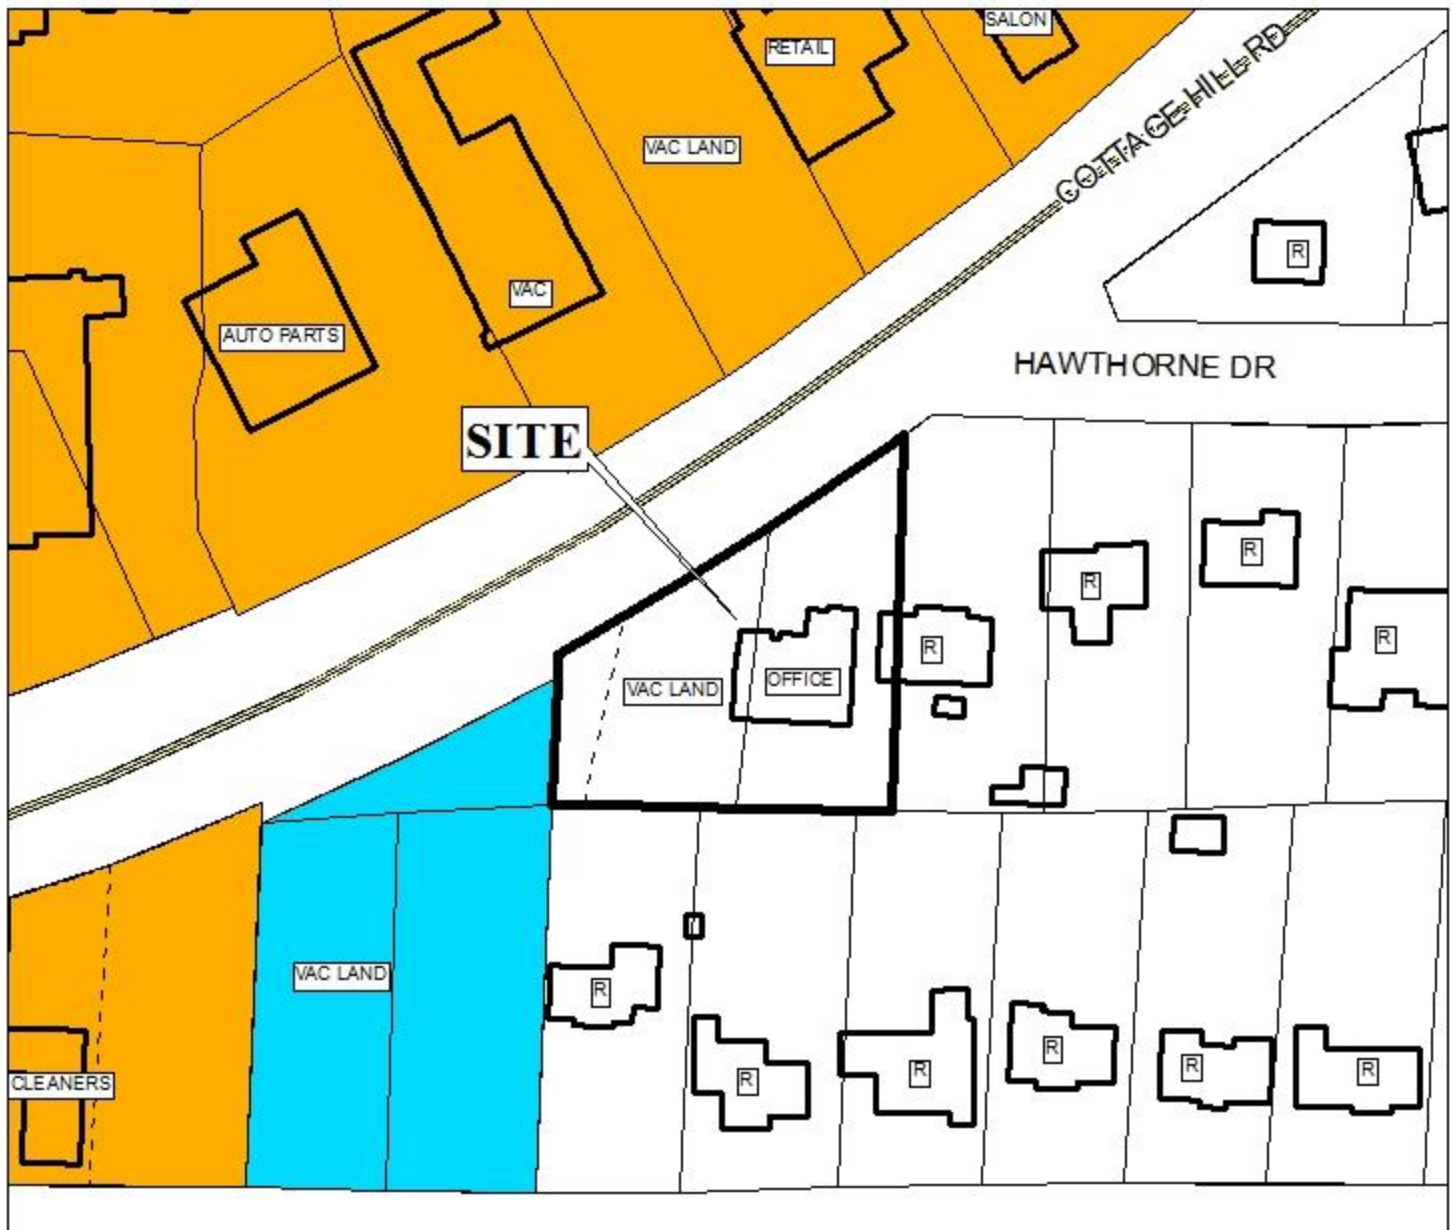 SALON
RETAIL
COTTAGE HILL RD
VAC LAND
R
VAC
AUTO PARTS
HAWTHORNE DR
SITE
R
R
R
R
OFFICE
VAC LAND
VAC LAND
R
R
R
R
R
R
CLEANERS